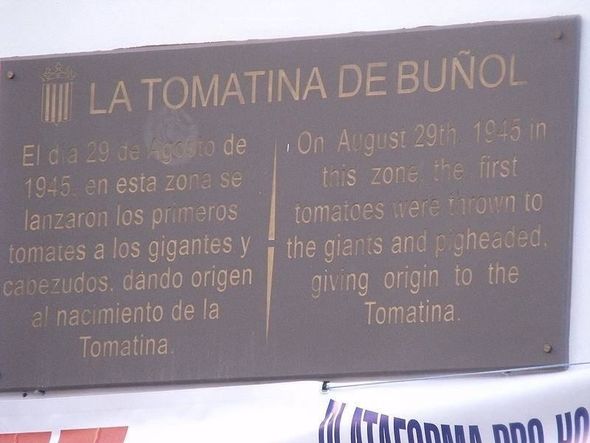 LA TOMATINA DE BUÑOL
El día 29 de Agosto de
1945, en esta zona se
lanzaron los primeros
tomates a los gigantes y
cabezudos, dando origen
al nacimiento de la
Tomatina.
On August 29th, 1945 in
this zone, the first
tomatoes were thrown to
the giants and pigheaded,
giving origin to the
Tomatina.
PLATAFORMA PRO